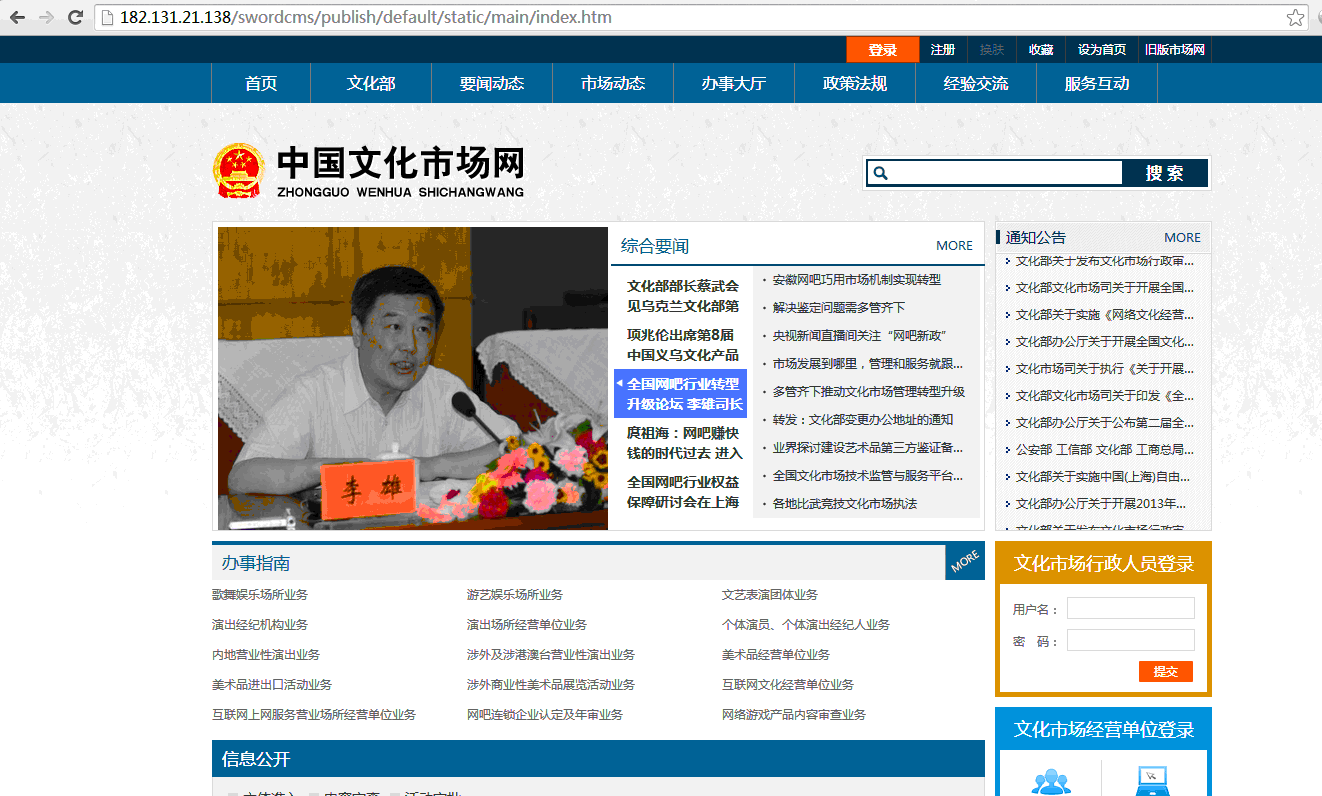 182.131.21.138/swordcms/publish/default/static/main/index.htm
登录 注册 换肤 收藏 设为首页 旧版市场网
首页 文化部 要闻动态 市场动态 办事大厅 政策法规 经验交流 服务互动
中国文化市场网
ZHONGGUO WENHUA SHICHANGWANG
搜索
李雄
综合要闻 MORE
文化部部长蔡武会
见乌克兰文化部第
项兆伦出席第8届
中国义乌文化产品
全国网吧行业转型
升级论坛 李雄司长
庹祖海：网吧赚快
钱的时代过去 进入
全国网吧行业权益
保障研讨会在上海
· 安徽网吧巧用市场机制实现转型
· 解决鉴定问题需多管齐下
· 央视新闻直播间关注“网吧新政”
· 市场发展到哪里，管理和服务就跟...
· 多管齐下推动文化市场管理转型升级
· 转发：文化部变更办公地址的通知
· 业界探讨建设艺术品第三方鉴证备...
· 全国文化市场技术监管与服务平台...
· 各地比武竞技文化市场执法
通知公告 MORE
文化部关于发布文化市场行政审...
文化部文化市场司关于开展全国...
文化部关于实施《网络文化经营...
文化部办公厅关于开展全国文化...
文化市场司关于执行《关于开展...
文化部文化市场司关于印发《全...
文化部办公厅关于公布第二届全...
公安部 工信部 文化部 工商总局...
文化部关于实施中国(上海)自由...
文化部办公厅关于开展2013年...
文化部关于发布文化市场行政审...
办事指南 MORE
歌舞娱乐场所业务 游艺娱乐场所业务 文艺表演团体业务
演出经纪机构业务 演出场所经营单位业务 个体演员、个体演出经纪人业务
内地营业性演出业务 涉外及涉港澳台营业性演出业务 美术品经营单位业务
美术品进出口活动业务 涉外商业性美术品展览活动业务 互联网文化经营单位业务
互联网上网服务营业场所经营单位业务 网吧连锁企业认定及年审业务 网络游戏产品内容审查业务
文化市场行政人员登录
用户名：
密 码：
提交
文化市场经营单位登录
信息公开
主体准入 内容审查 活动审批